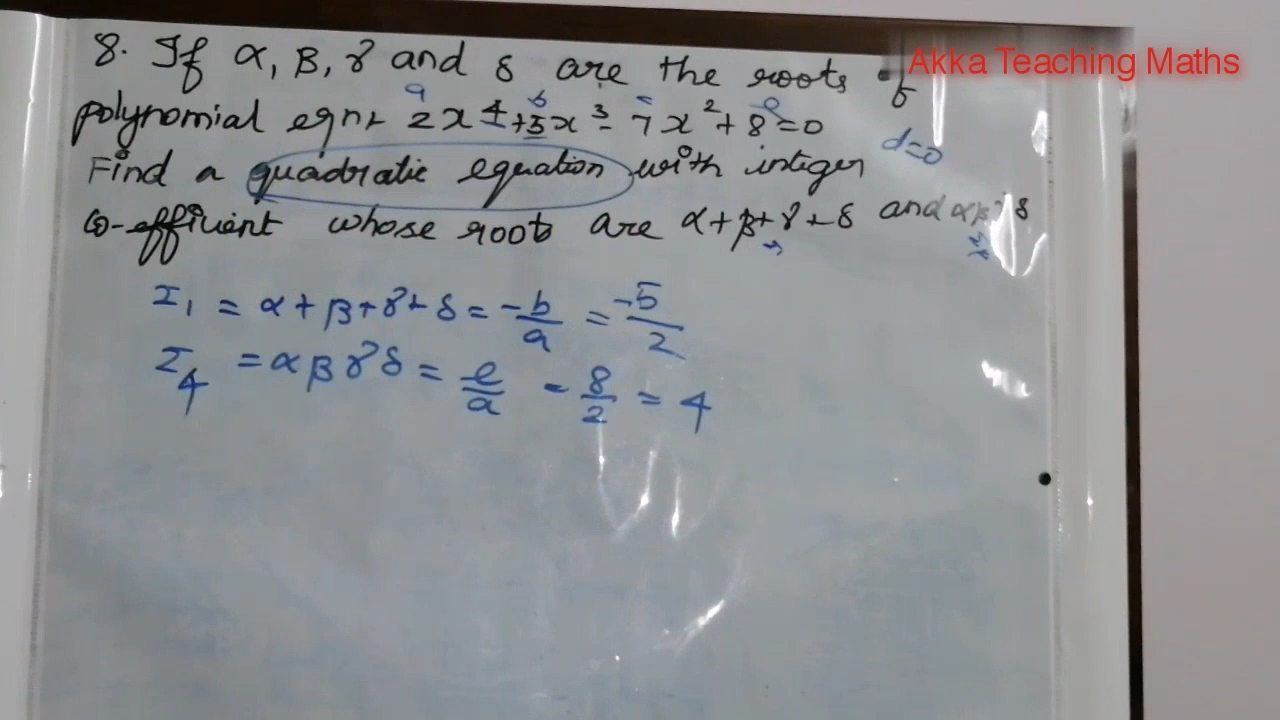 Akka Teaching Maths
8. If α, β, γ and δ are the roots of
a b c e
polynomial eqn 2x⁴+5x³-7x²+8=0
d=0
Find a quadratic equation with integer
co-efficient whose roots are α+β+γ+δ and αβγδ
Σ₁ = α+β+γ+δ = -b/a = -5/2
Σ₄ = αβγδ = e/a = 8/2 = 4